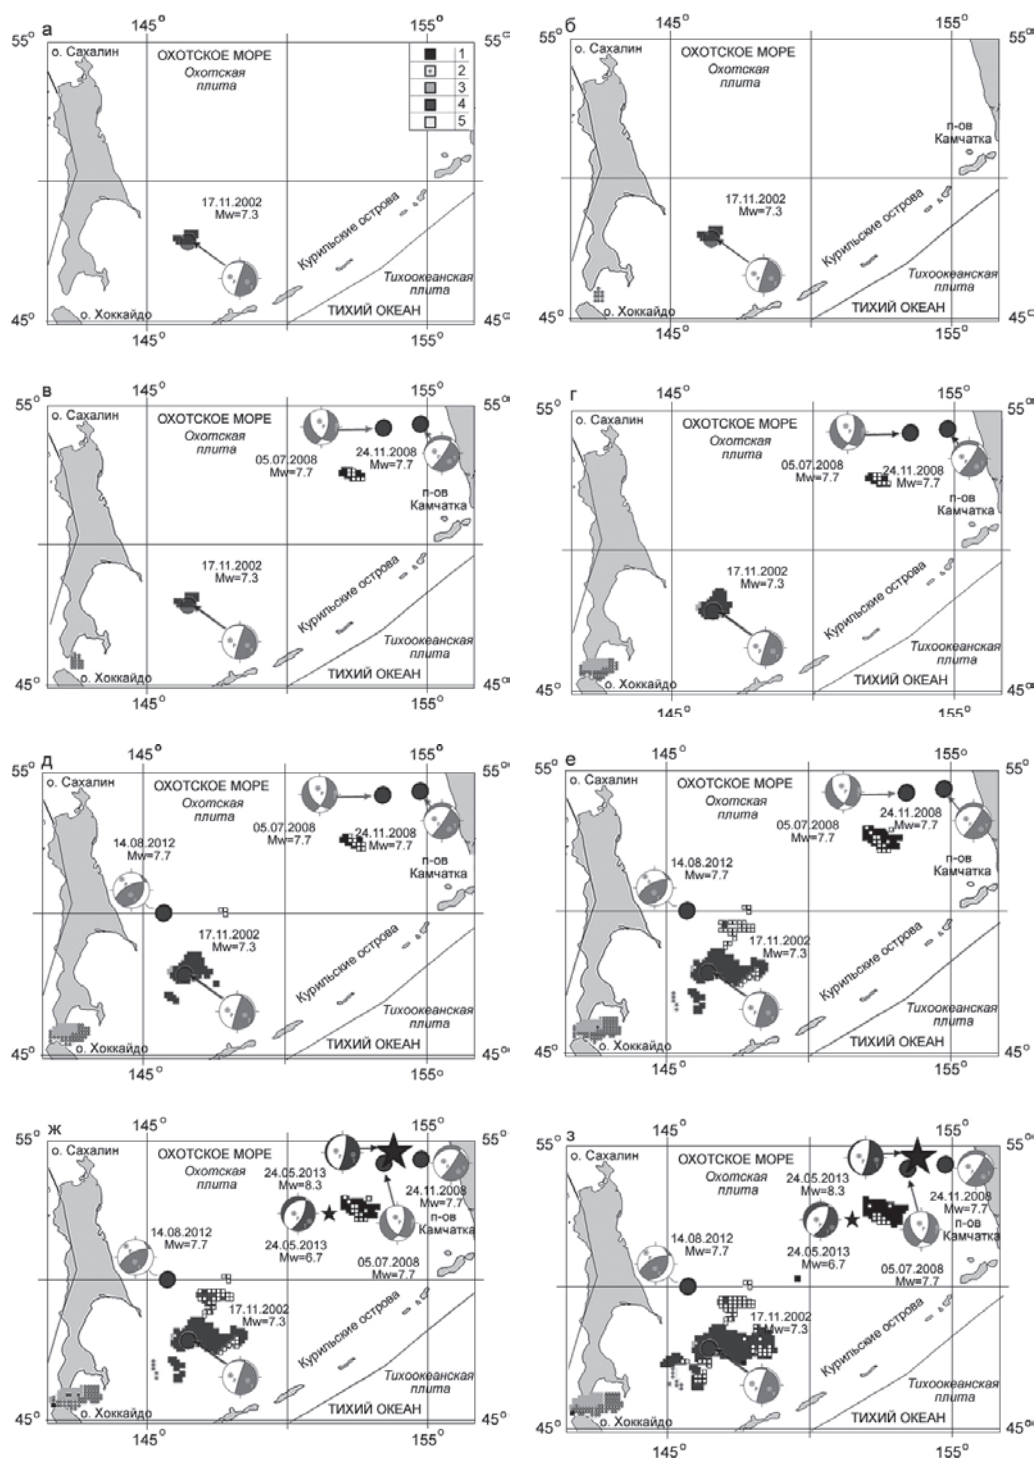 а
145°
155°
55°
о. Сахалин
ОХОТСКОЕ МОРЕ
Охотская
плита
1
2
3
4
5
17.11.2002
Mw=7.3
Курильские острова
Тихоокеанская
плита
ТИХИЙ ОКЕАН
о. Хоккайдо
45°
145°
155°
б
145°
155°
55°
о. Сахалин
ОХОТСКОЕ МОРЕ
Охотская
плита
п-ов
Камчатка
17.11.2002
Mw=7.3
Курильские острова
Тихоокеанская
плита
ТИХИЙ ОКЕАН
о. Хоккайдо
45°
145°
155°
в
145°
155°
55°
о. Сахалин
ОХОТСКОЕ МОРЕ
Охотская
плита
05.07.2008
Mw=7.7
24.11.2008
Mw=7.7
п-ов
Камчатка
17.11.2002
Mw=7.3
Курильские острова
Тихоокеанская
плита
ТИХИЙ ОКЕАН
о. Хоккайдо
45°
145°
155°
г
145°
155°
55°
о. Сахалин
ОХОТСКОЕ МОРЕ
Охотская
плита
05.07.2008
Mw=7.7
24.11.2008
Mw=7.7
п-ов
Камчатка
17.11.2002
Mw=7.3
Курильские острова
Тихоокеанская
плита
ТИХИЙ ОКЕАН
о. Хоккайдо
45°
145°
155°
д
145°
155°
55°
о. Сахалин
ОХОТСКОЕ МОРЕ
Охотская
плита
05.07.2008
Mw=7.7
24.11.2008
Mw=7.7
14.08.2012
Mw=7.7
п-ов
Камчатка
17.11.2002
Mw=7.3
Курильские острова
Тихоокеанская
плита
ТИХИЙ ОКЕАН
о. Хоккайдо
45°
145°
155°
е
145°
155°
55°
о. Сахалин
ОХОТСКОЕ МОРЕ
Охотская
плита
05.07.2008
Mw=7.7
24.11.2008
Mw=7.7
14.08.2012
Mw=7.7
п-ов
Камчатка
17.11.2002
Mw=7.3
Курильские острова
Тихоокеанская
плита
ТИХИЙ ОКЕАН
о. Хоккайдо
45°
145°
155°
ж
145°
155°
55°
о. Сахалин
ОХОТСКОЕ МОРЕ
Охотская
плита
24.05.2013
Mw=8.3
24.11.2008
Mw=7.7
п-ов
Камчатка
14.08.2012
Mw=7.7
24.05.2013
Mw=6.7
05.07.2008
Mw=7.7
17.11.2002
Mw=7.3
Курильские острова
Тихоокеанская
плита
ТИХИЙ ОКЕАН
о. Хоккайдо
45°
145°
155°
з
145°
155°
55°
о. Сахалин
ОХОТСКОЕ МОРЕ
Охотская
плита
24.05.2013
Mw=8.3
24.11.2008
Mw=7.7
п-ов
Камчатка
14.08.2012
Mw=7.7
24.05.2013
Mw=6.7
05.07.2008
Mw=7.7
17.11.2002
Mw=7.3
Курильские острова
Тихоокеанская
плита
ТИХИЙ ОКЕАН
о. Хоккайдо
45°
145°
155°